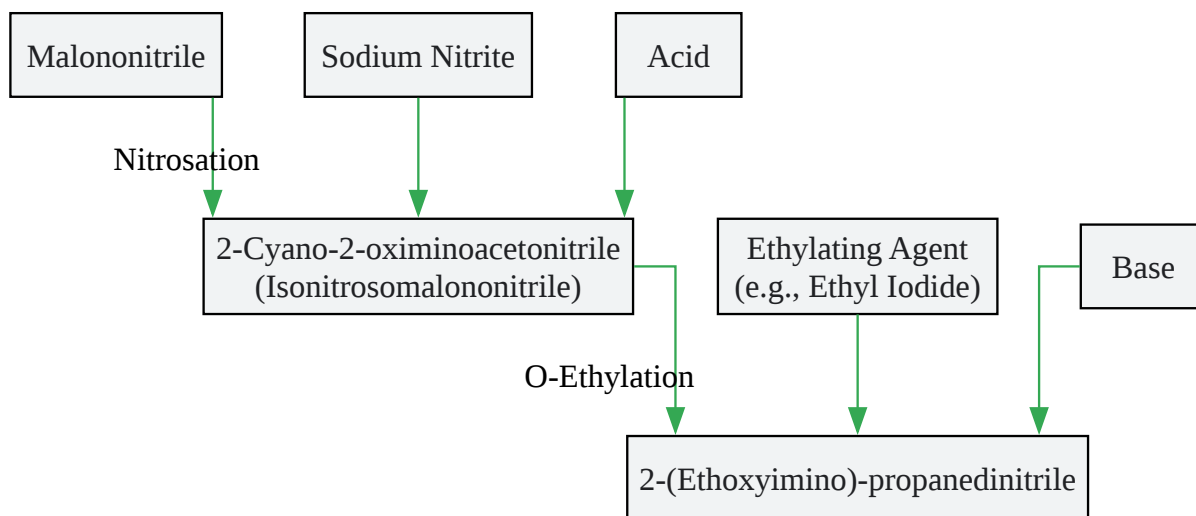 Malononitrile
Sodium Nitrite
Acid
Nitrosation
2-Cyano-2-oximinoacetonitrile
(Isonitrosomalononitrile)
Ethylating Agent
(e.g., Ethyl Iodide)
Base
O-Ethylation
2-(Ethoxyimino)-propanedinitrile